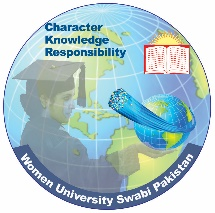 Character
Knowledge
Responsibility
Women University Swabi Pakistan